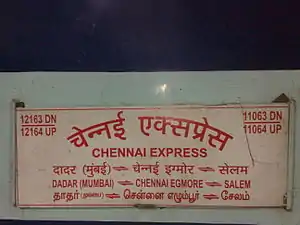 12163 DN
12164 UP
11063 DN
11064 UP
चेन्नई एक्सप्रेस
CHENNAI EXPRESS
दादर (मुंबई) ⇌ चेन्नई इग्मोर ⇌ सेलम
DADAR (MUMBAI) ⇌ CHENNAI EGMORE ⇌ SALEM
தாதர் (மும்பை) ⇌ சென்னை எழும்பூர் ⇌ சேலம்